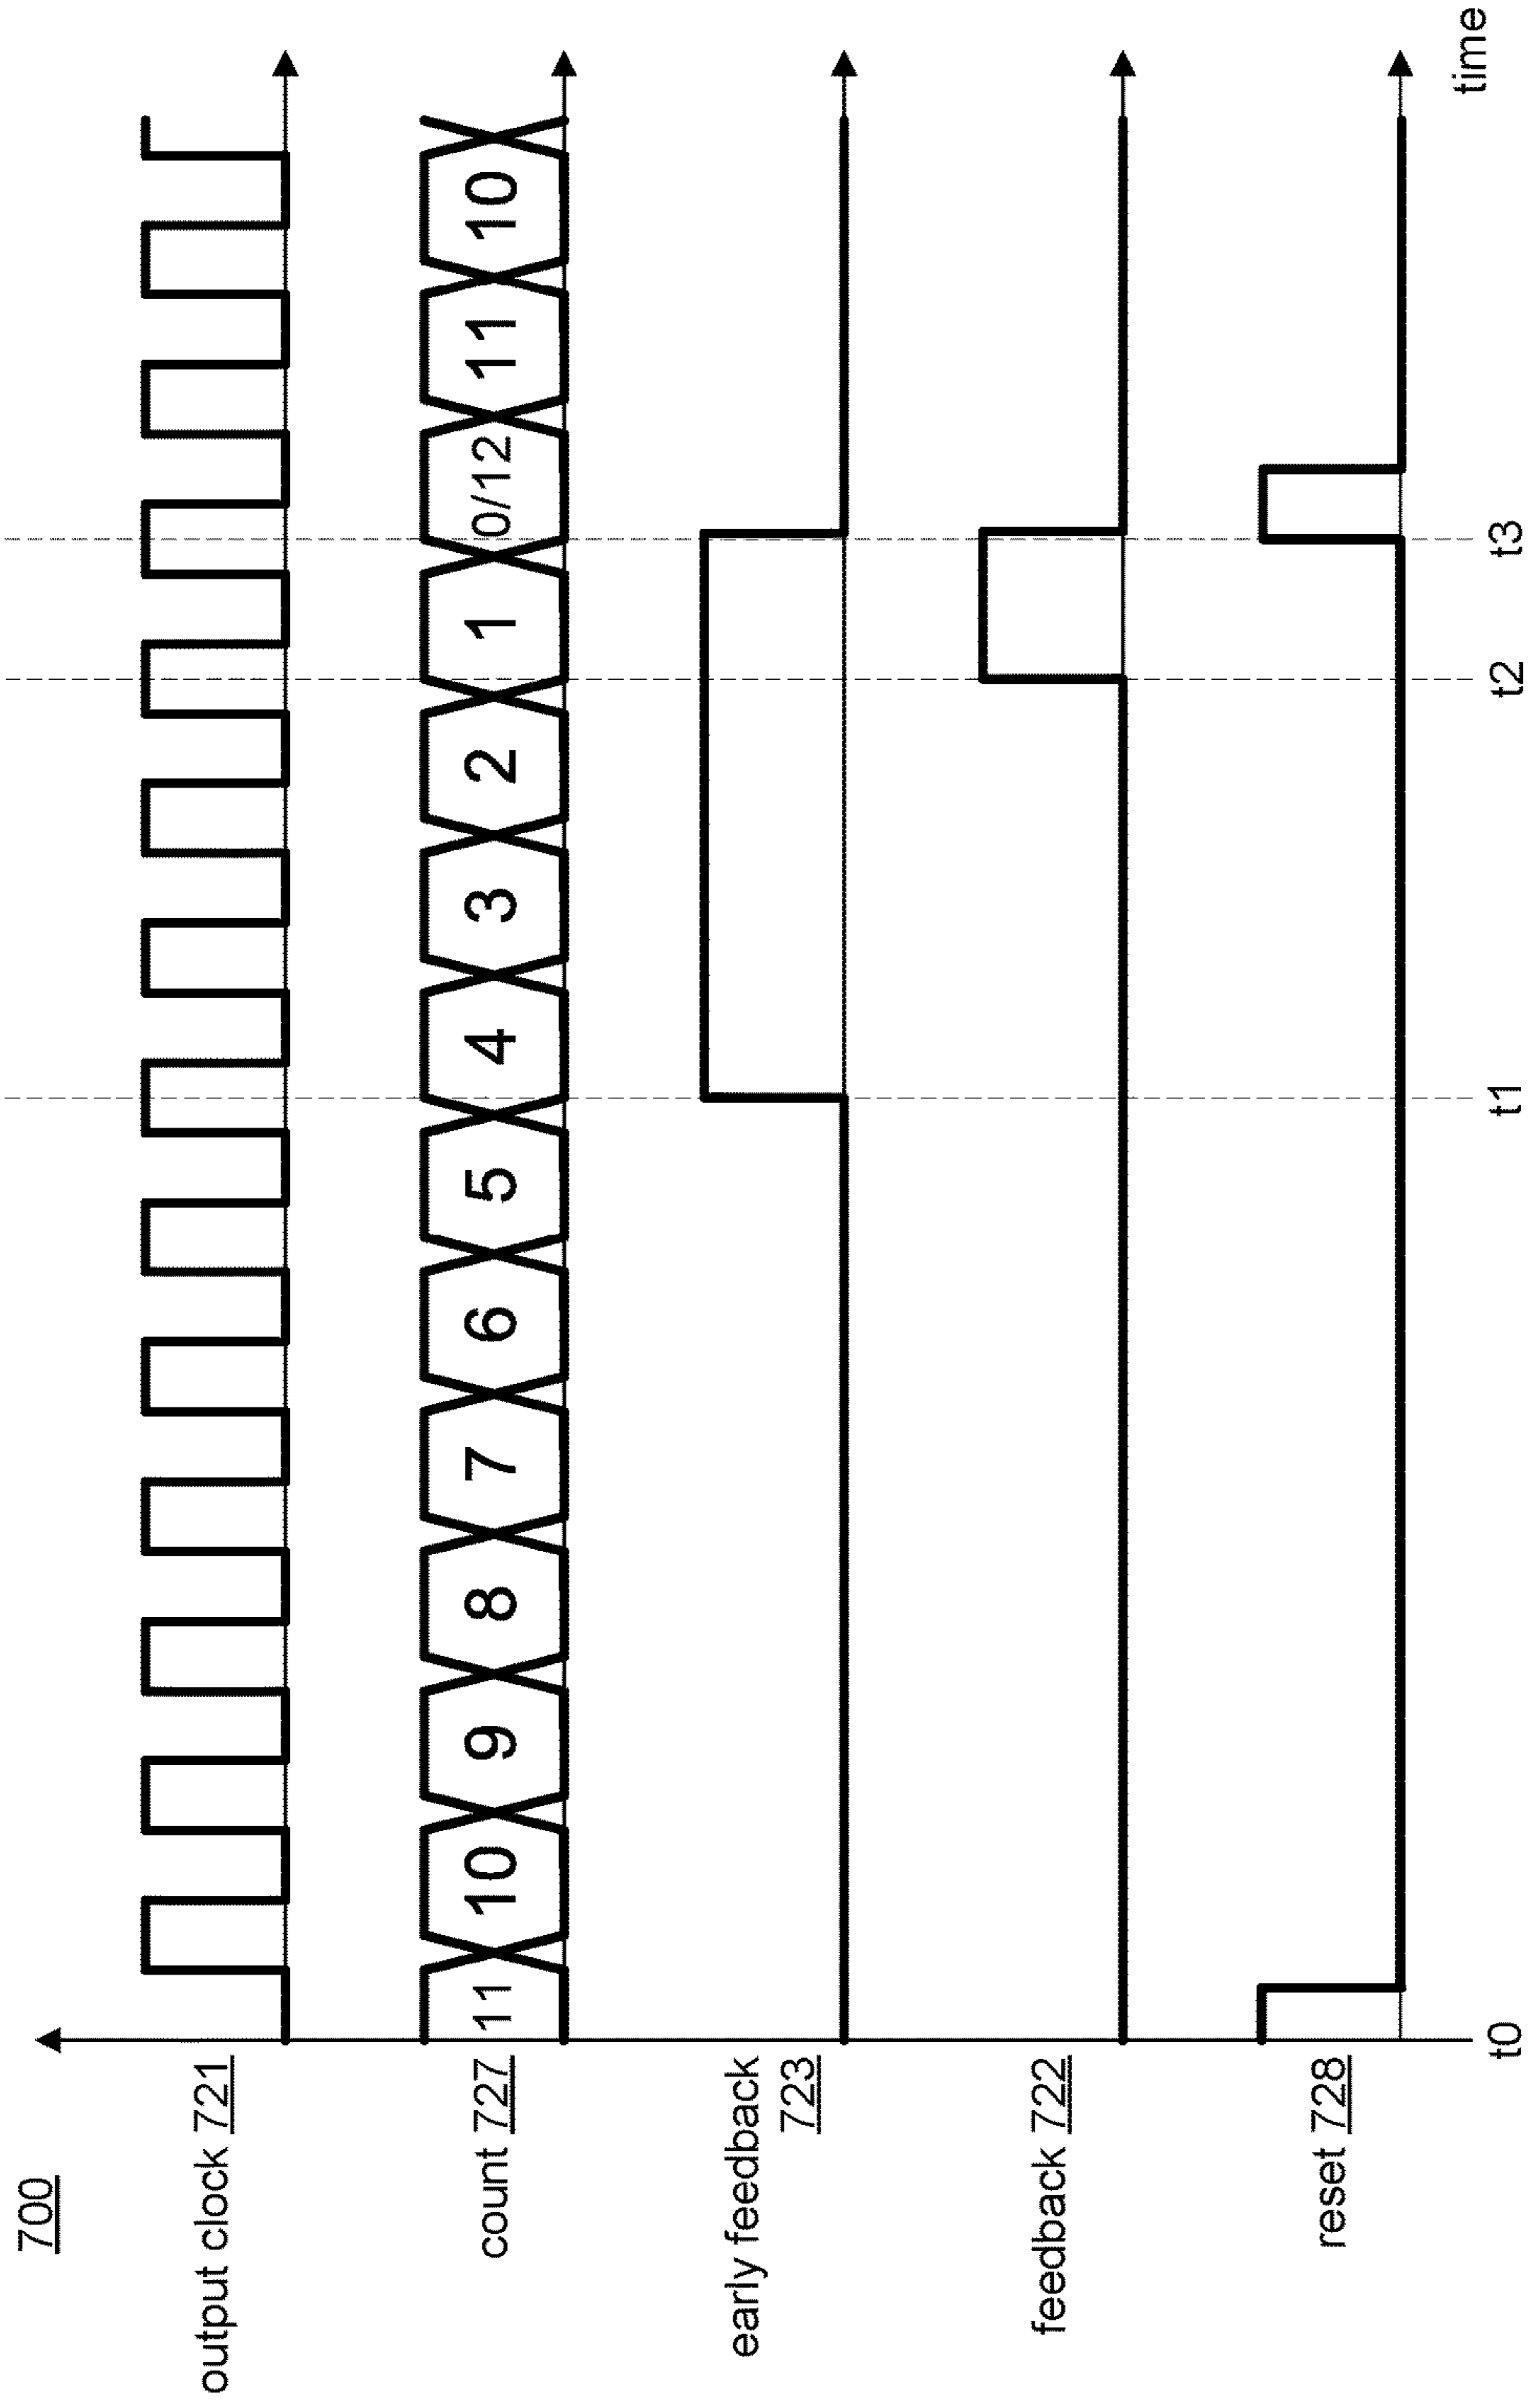 700
output clock 721
count 727
11 10 9 8 7 6 5 4 3 2 1 0/12 11 10
early feedback
723
feedback 722
reset 728
t0 t1 t2 t3
time